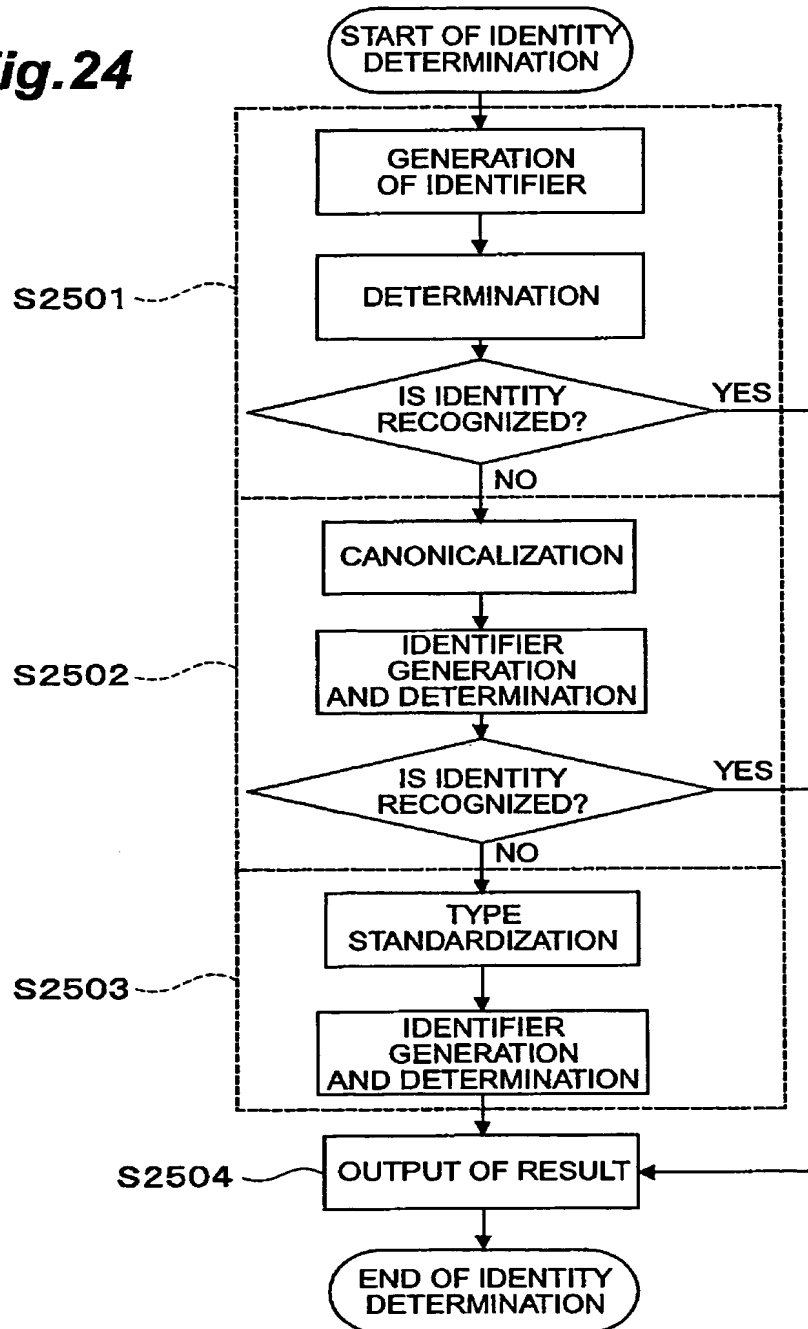 ig.24
START OF IDENTITY
DETERMINATION
GENERATION
OF IDENTIFIER
S2501
DETERMINATION
IS IDENTITY
RECOGNIZED?
YES
NO
CANONICALIZATION
S2502
IDENTIFIER
GENERATION
AND DETERMINATION
IS IDENTITY
RECOGNIZED?
YES
NO
TYPE
STANDARDIZATION
S2503
IDENTIFIER
GENERATION
AND DETERMINATION
S2504
OUTPUT OF RESULT
END OF IDENTITY
DETERMINATION